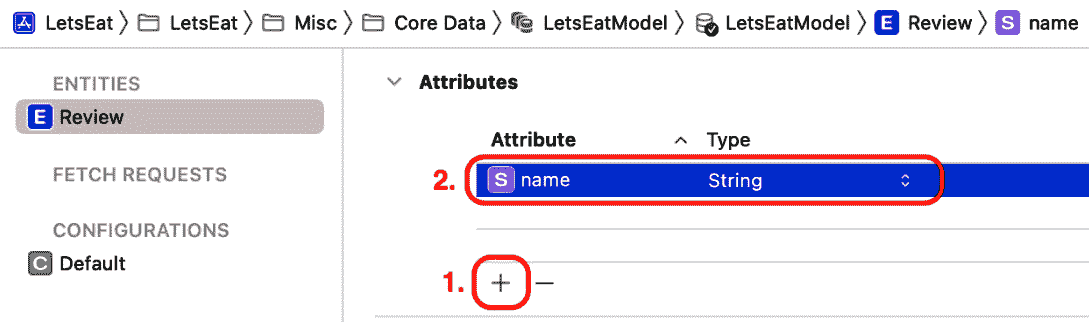 LetsEat 〉 LetsEat 〉 Misc 〉 Core Data 〉 LetsEatModel 〉 LetsEatModel 〉 E Review 〉 S name
ENTITIES
E Review
FETCH REQUESTS
CONFIGURATIONS
C Default
Attributes
Attribute Type
2. S name String
1. + −